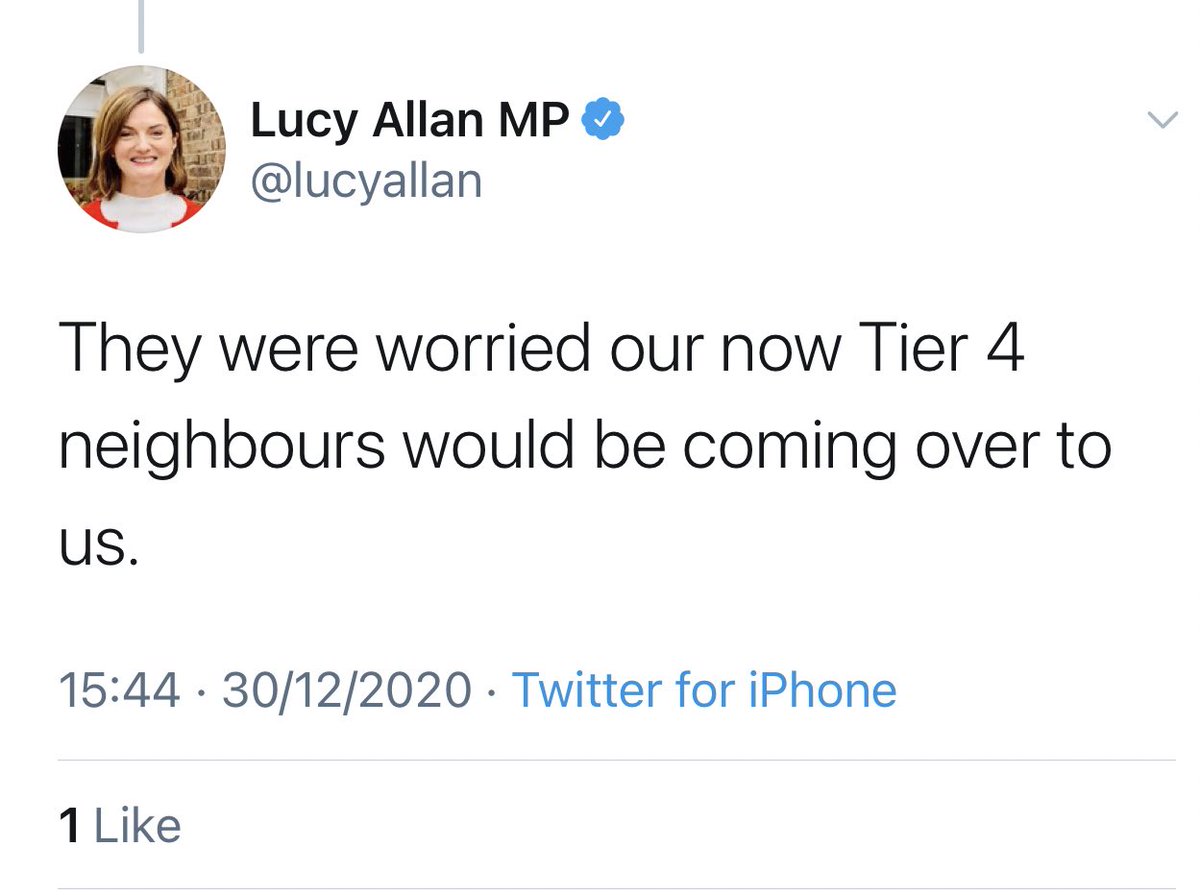 Lucy Allan MP
@lucyallan
They were worried our now Tier 4
neighbours would be coming over to
us.
15:44 · 30/12/2020 · Twitter for iPhone
1 Like